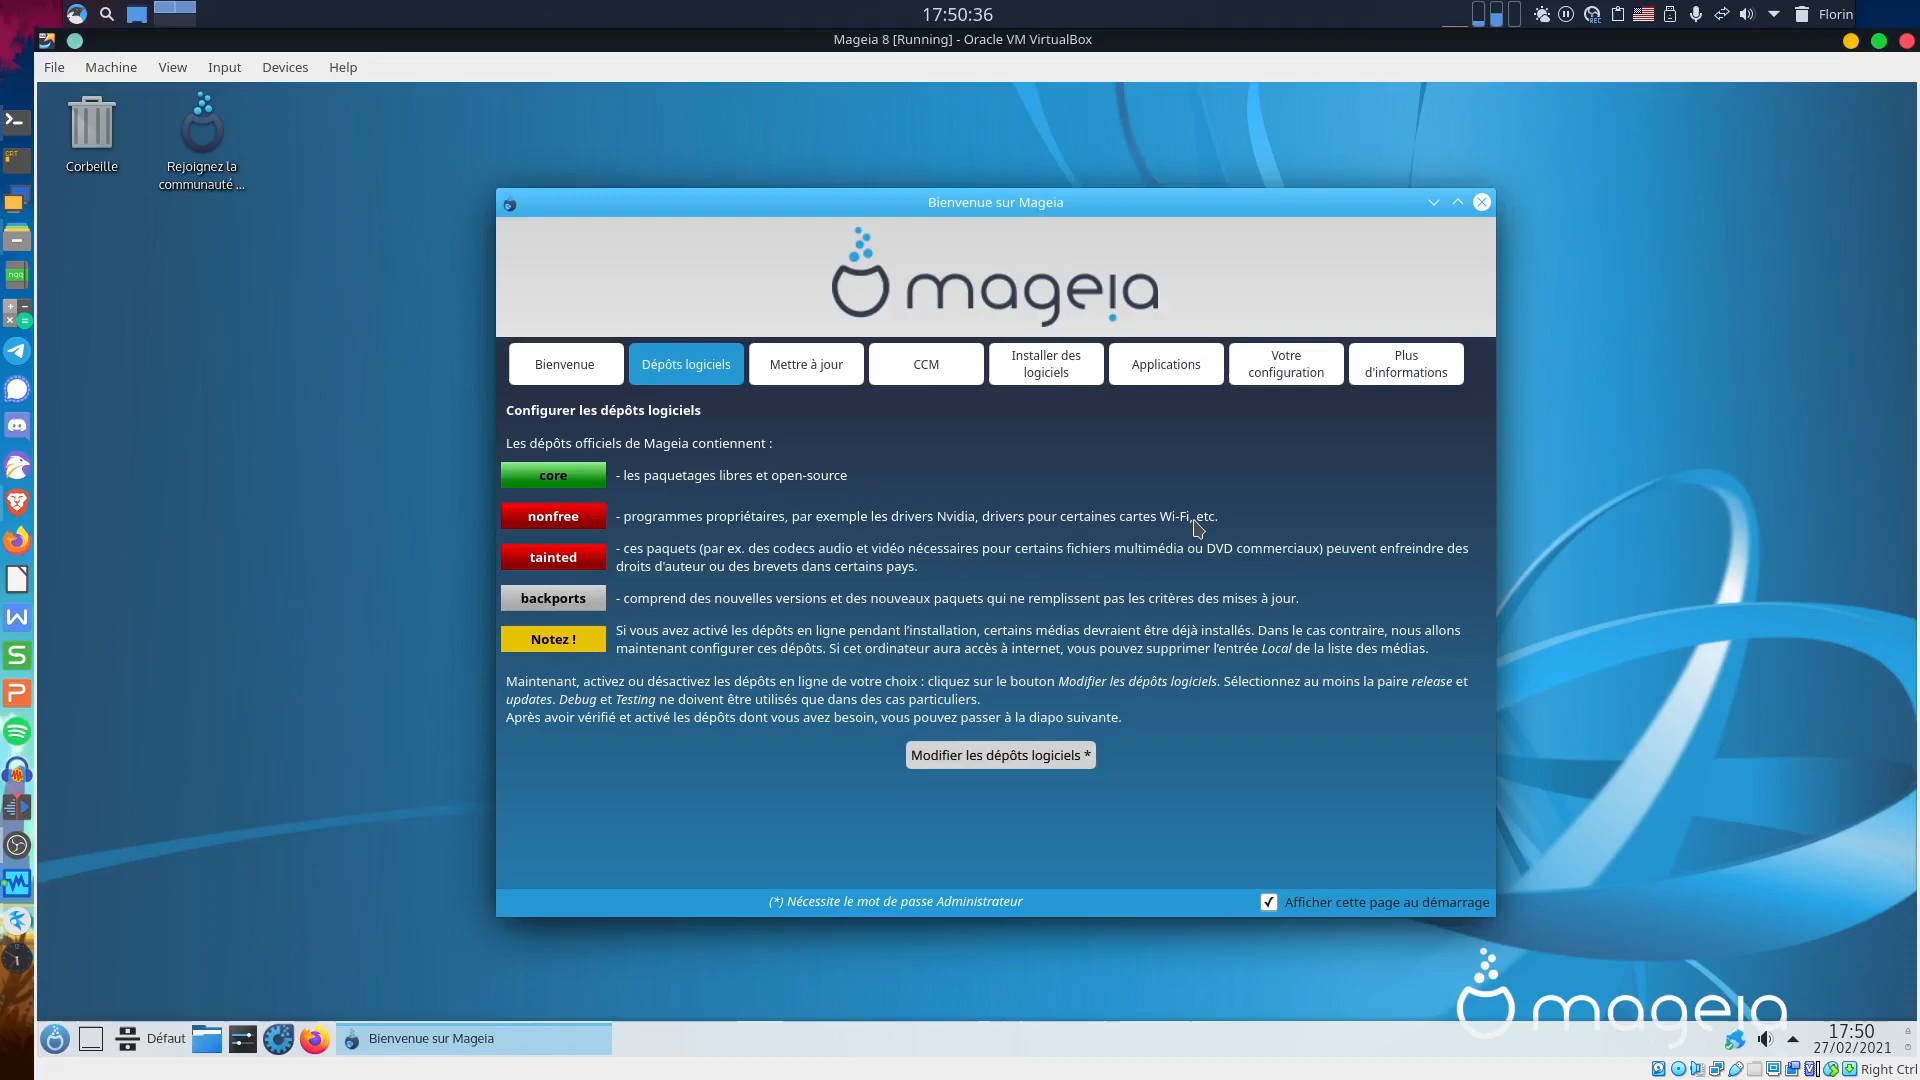 17:50:36
Florin
Mageia 8 [Running] - Oracle VM VirtualBox
File Machine View Input Devices Help
Corbeille
Rejoignez la
communauté ...
Bienvenue sur Mageia
mageia
Bienvenue
Dépôts logiciels
Mettre à jour
CCM
Installer des
logiciels
Applications
Votre
configuration
Plus
d'informations
Configurer les dépôts logiciels
Les dépôts officiels de Mageia contiennent :
core - les paquetages libres et open-source
nonfree - programmes propriétaires, par exemple les drivers Nvidia, drivers pour certaines cartes Wi-Fi, etc.
tainted - ces paquets (par ex. des codecs audio et vidéo nécessaires pour certains fichiers multimédia ou DVD commerciaux) peuvent enfreindre des
droits d'auteur ou des brevets dans certains pays.
backports - comprend des nouvelles versions et des nouveaux paquets qui ne remplissent pas les critères des mises à jour.
Notez ! Si vous avez activé les dépôts en ligne pendant l'installation, certains médias devraient être déjà installés. Dans le cas contraire, nous allons
maintenant configurer ces dépôts. Si cet ordinateur aura accès à internet, vous pouvez supprimer l'entrée Local de la liste des médias.
Maintenant, activez ou désactivez les dépôts en ligne de votre choix : cliquez sur le bouton Modifier les dépôts logiciels. Sélectionnez au moins la paire release et
updates. Debug et Testing ne doivent être utilisés que dans des cas particuliers.
Après avoir vérifié et activé les dépôts dont vous avez besoin, vous pouvez passer à la diapo suivante.
Modifier les dépôts logiciels *
(*) Nécessite le mot de passe Administrateur
Afficher cette page au démarrage
mageia
Défaut
Bienvenue sur Mageia
17:50
27/02/2021
Right Ctrl